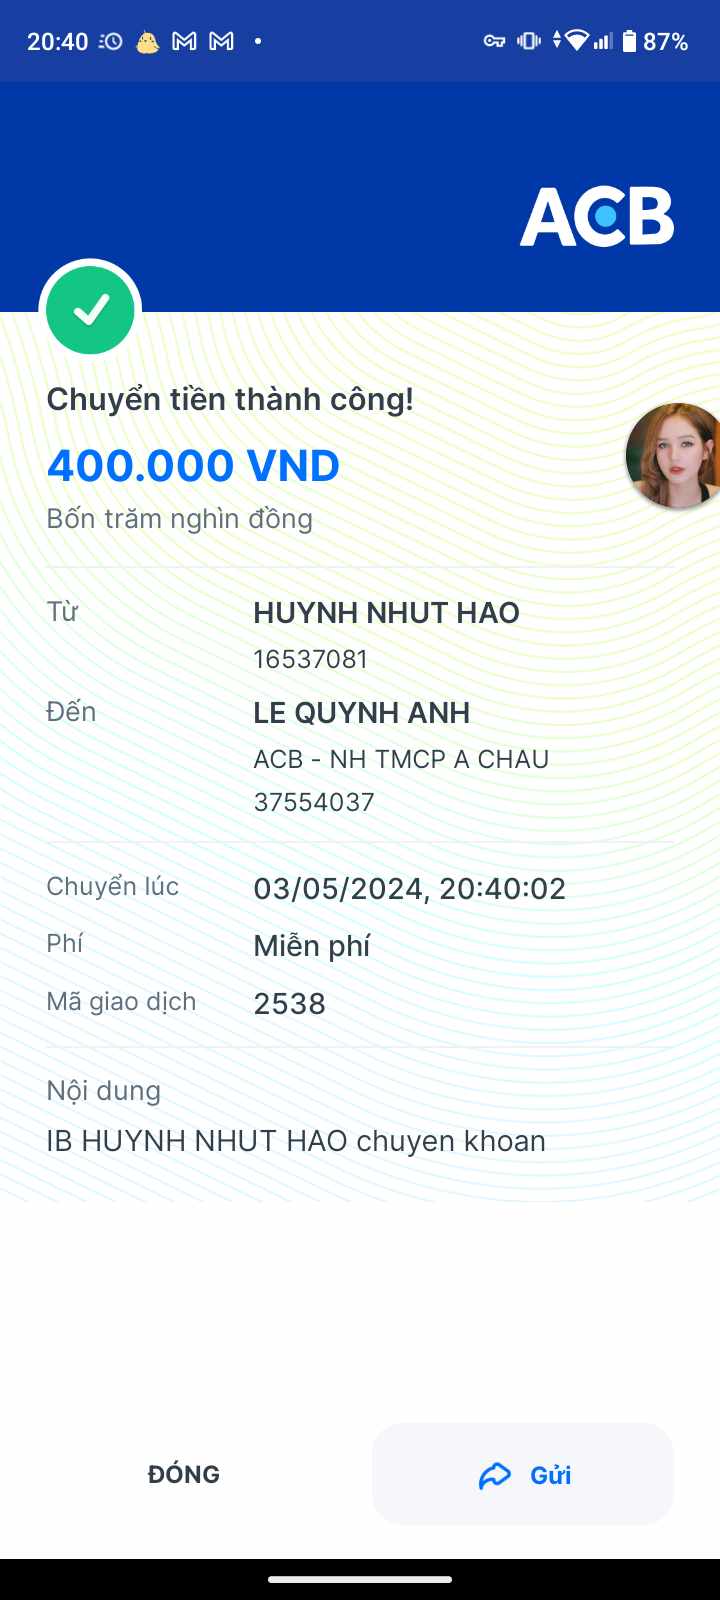 20:40
87%
ACB
Chuyển tiền thành công!
400.000 VND
Bốn trăm nghìn đồng
Từ
HUYNH NHUT HAO
16537081
Đến
LE QUYNH ANH
ACB - NH TMCP A CHAU
37554037
Chuyển lúc
03/05/2024, 20:40:02
Phí
Miễn phí
Mã giao dịch
2538
Nội dung
IB HUYNH NHUT HAO chuyen khoan
ĐÓNG
Gửi